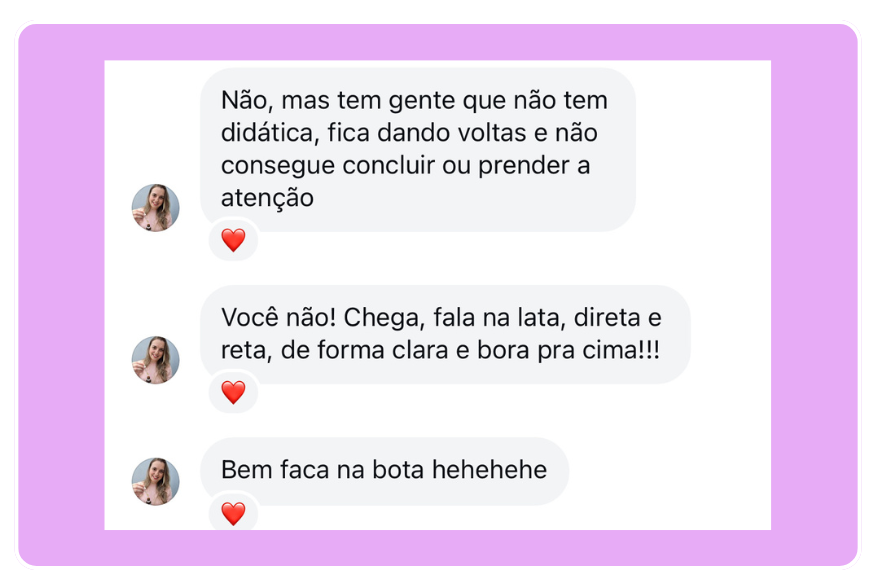 Não, mas tem gente que não tem
didática, fica dando voltas e não
consegue concluir ou prender a
atenção
Você não! Chega, fala na lata, direta e
reta, de forma clara e bora pra cima!!!
Bem faca na bota hehehehe